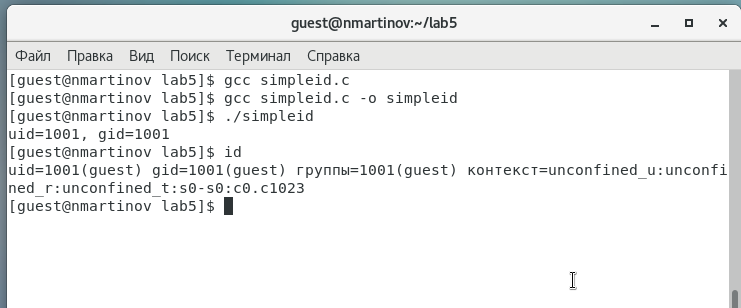 guest@nmartinov:~/lab5
Файл Правка Вид Поиск Терминал Справка
[guest@nmartinov lab5]$ gcc simpleid.c
[guest@nmartinov lab5]$ gcc simpleid.c -o simpleid
[guest@nmartinov lab5]$ ./simpleid
uid=1001, gid=1001
[guest@nmartinov lab5]$ id
uid=1001(guest) gid=1001(guest) группы=1001(guest) контекст=unconfined_u:unconfi
ned_r:unconfined_t:s0-s0:c0.c1023
[guest@nmartinov lab5]$